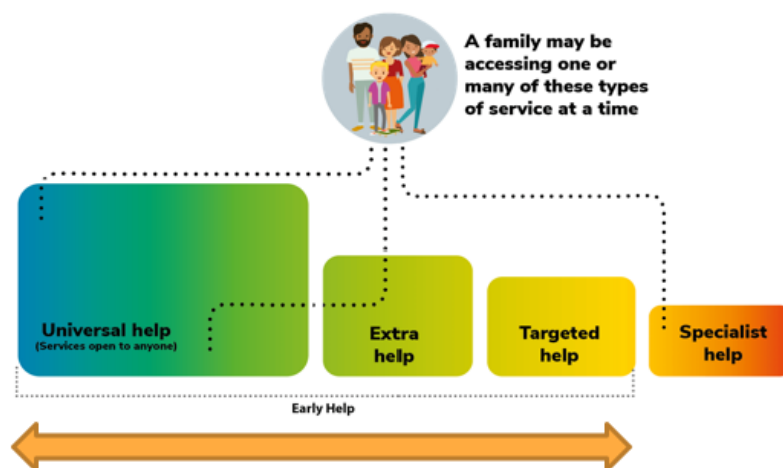 A family may be
accessing one or
many of these types
of service at a time
Universal help
(Services open to anyone)
Extra
help
Targeted
help
Specialist
help
Early Help